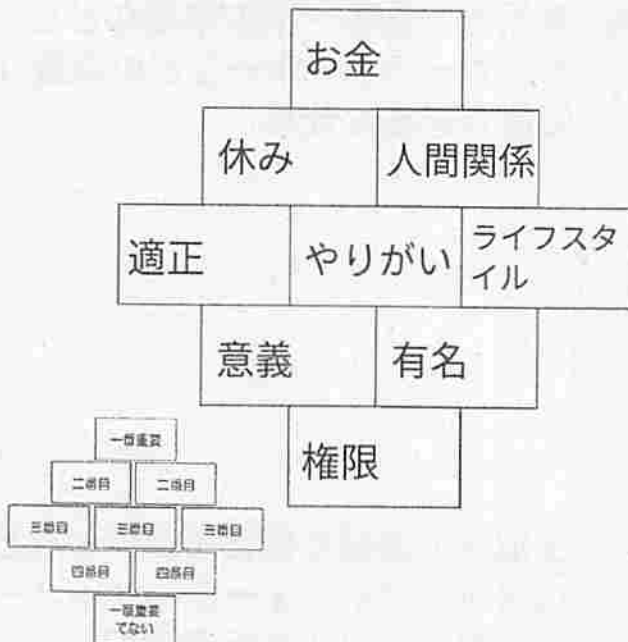 お金
休み 人間関係
適正 やりがい ライフスタ
イル
意義 有名
権限
一番重要
二番目 二番目
三番目 三番目 三番目
四番目 四番目
一番重要
でない